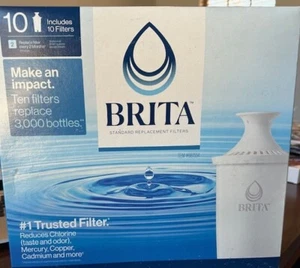 10
Includes
10 Filters
Make an
impact.
Ten filters
replace
3,000 bottles.*
BRITA
STANDARD REPLACEMENT FILTERS
BRITA
#1 Trusted Filter.
Reduces Chlorine
(taste and odor),
Mercury, Copper,
Cadmium and more